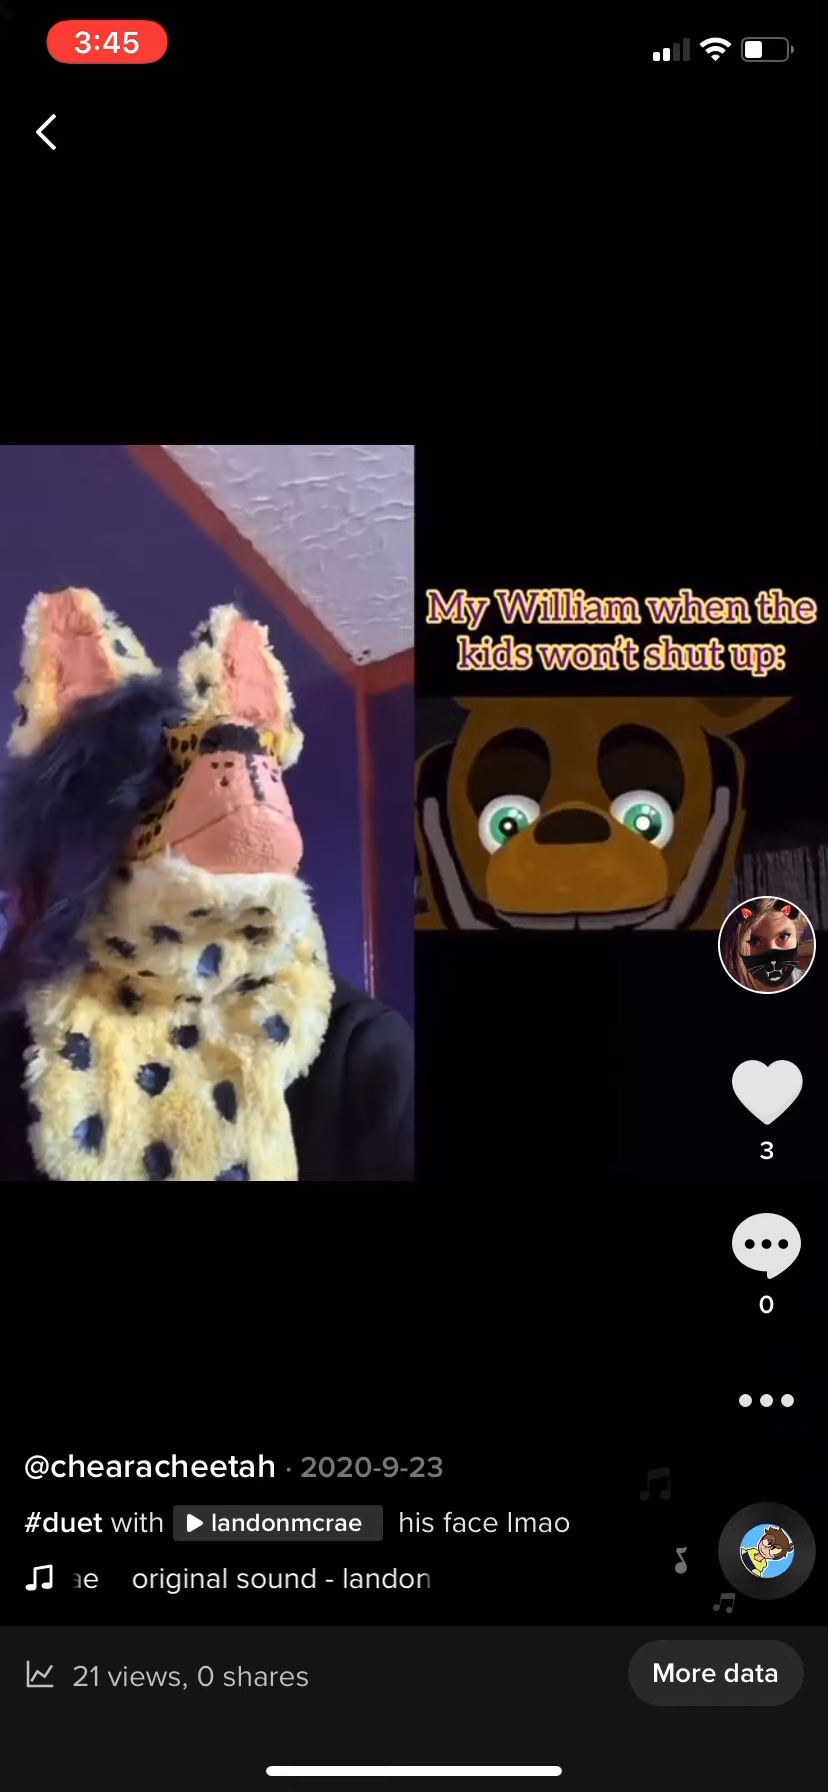 3:45
My William when the
kids won't shut up:
3
0
@chearacheetah · 2020-9-23
#duet with landonmcrae his face lmao
ae original sound - landon
21 views, 0 shares
More data